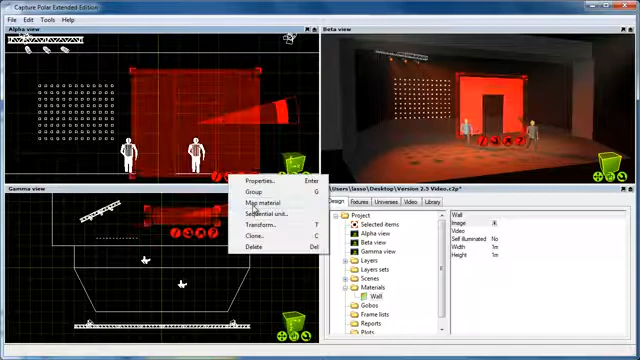 Capture Polar Extended Edition
File Edit Tools Help
Alpha view
Beta view
Gamma view
Properties.. Enter
Group G
Map material
Sequential unit..
Transform.. T
Clone.. C
Delete Del
/Users/lasso/Desktop/Version 2.5 Video.c2p*
Design Fixtures Universes Video Library
Project
Selected items
Alpha view
Beta view
Gamma view
Layers
Layers sets
Scenes
Materials
Wall
Gobos
Frame lists
Reports
Plots
Wall
Image
Video
Self illuminated No
Width 1m
Height 1m